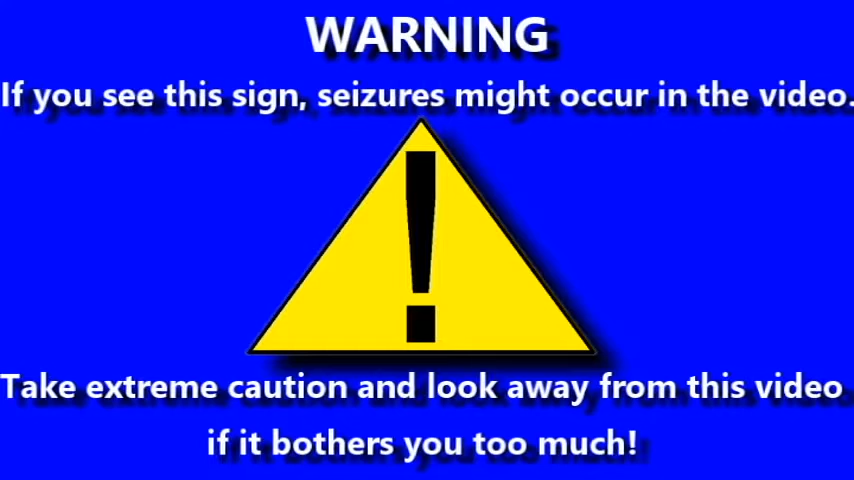 WARNING
If you see this sign, seizures might occur in the video.
!
Take extreme caution and look away from this video
if it bothers you too much!